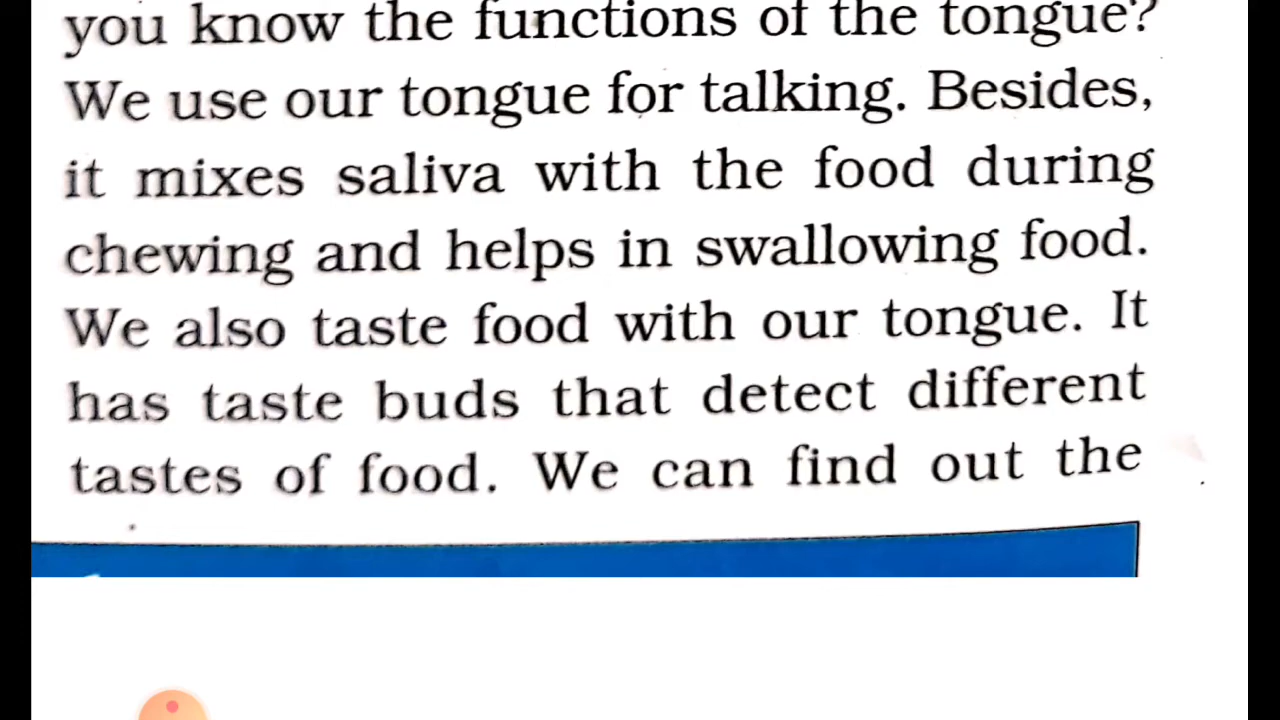 you know the functions of the tongue?
We use our tongue for talking. Besides,
it mixes saliva with the food during
chewing and helps in swallowing food.
We also taste food with our tongue. It
has taste buds that detect different
tastes of food. We can find out the